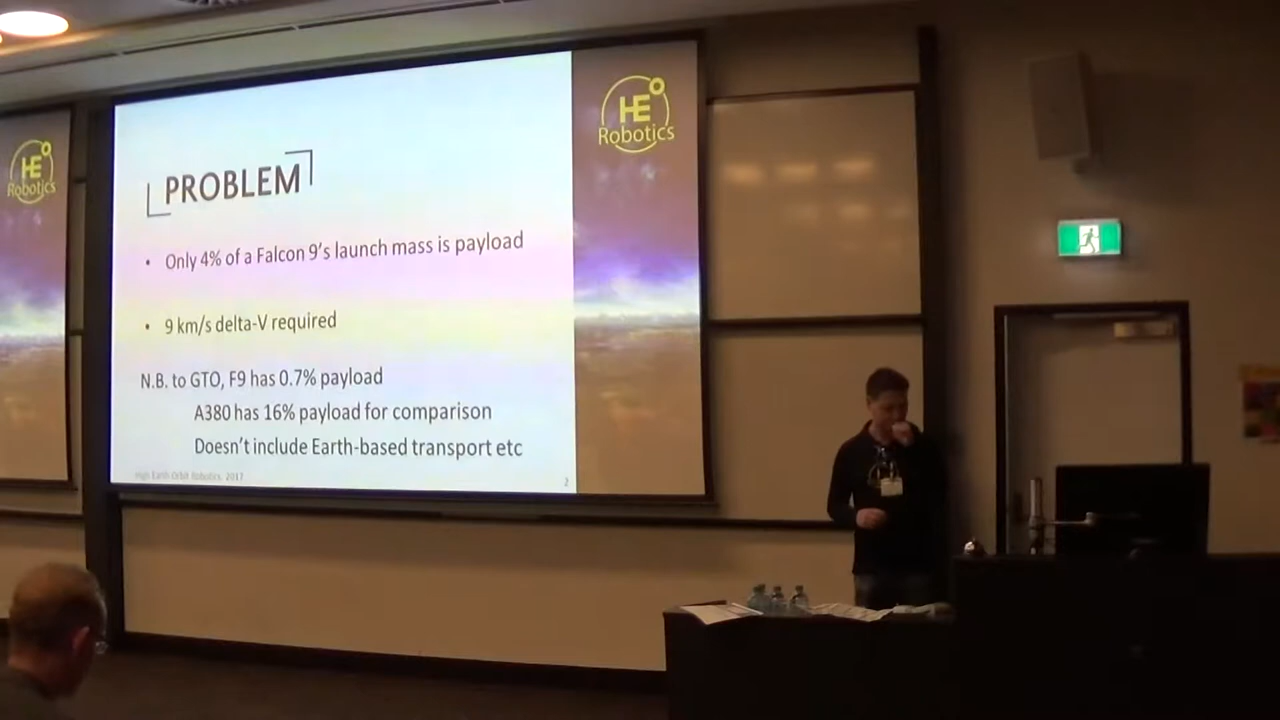 HE
Robotics
PROBLEM
• Only 4% of a Falcon 9’s launch mass is payload
• 9 km/s delta-V required
N.B. to GTO, F9 has 0.7% payload
A380 has 16% payload for comparison
Doesn’t include Earth-based transport etc
High Earth Orbit Robotics, 2017
2
HE
Robotics